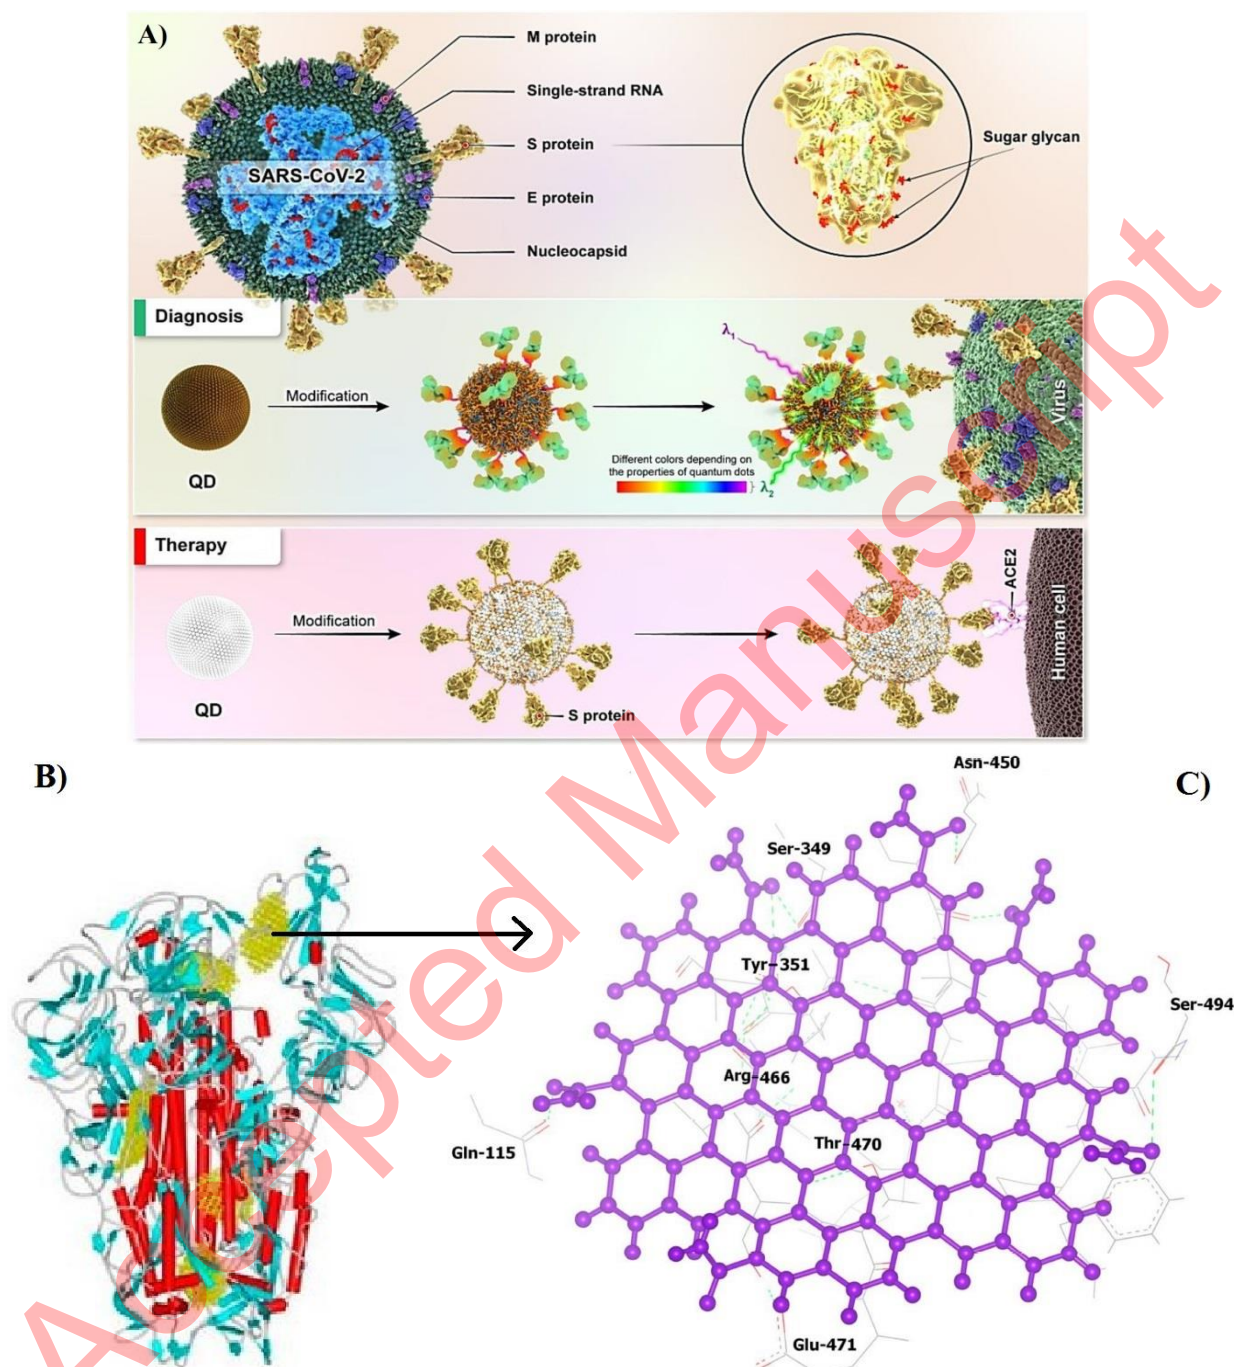 A)
M protein
Single-strand RNA
S protein
E protein
Nucleocapsid
SARS-CoV-2
Sugar glycan
Diagnosis
QD
Modification
λ1
Different colors depending on
the properties of quantum dots
λ2
Virus
Therapy
QD
Modification
S protein
ACE2
Human cell
B)
C)
Asn-450
Ser-349
Tyr-351
Ser-494
Arg-466
Gln-115
Thr-470
Glu-471
Accepted Manuscript